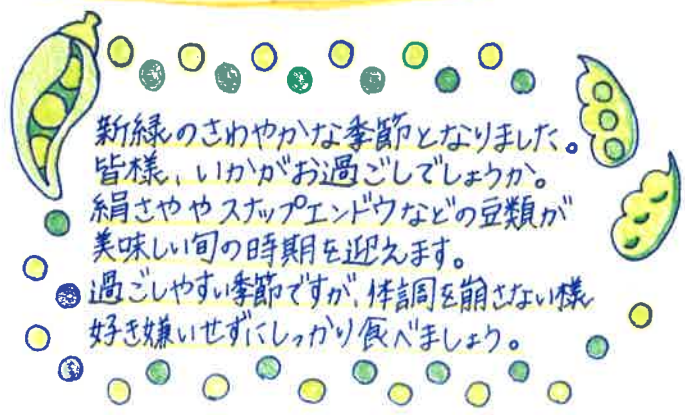 新緑のさわやかな季節となりました。
皆様、いかがお過ごしでしょうか。
絹さややスナップエンドウなどの豆類が
美味しい旬の時期を迎えます。
過ごしやすい季節ですが、体調を崩さない様
好き嫌いせずにしっかり食べましょう。